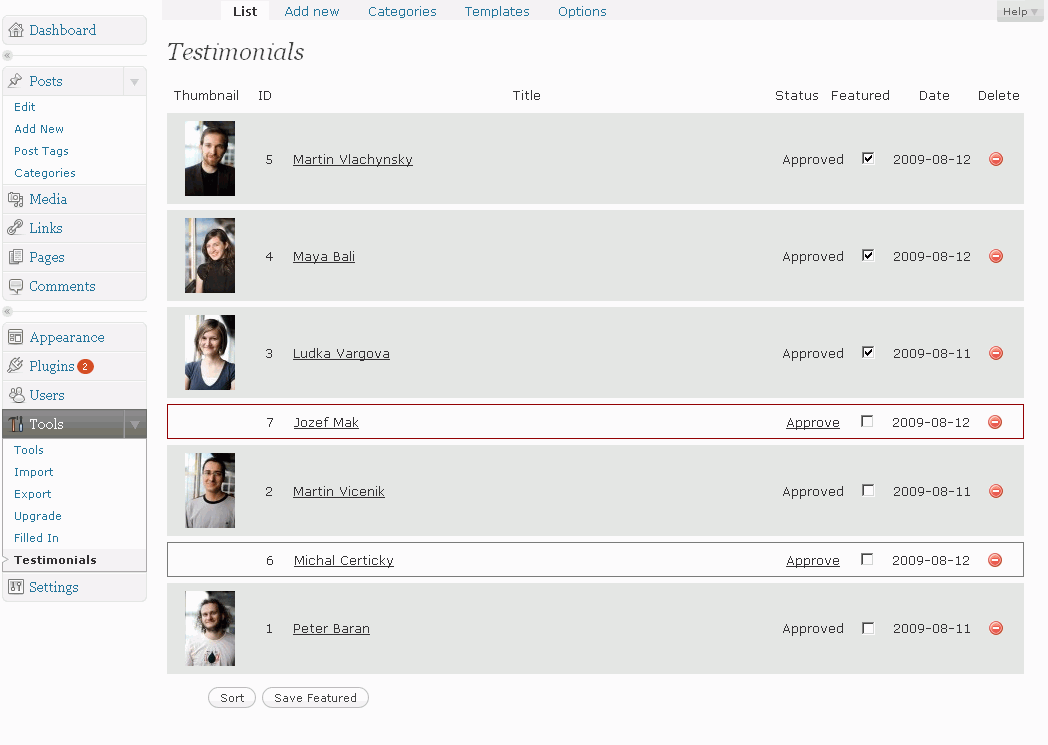 List Add new Categories Templates Options Help
Dashboard
Posts
Edit
Add New
Post Tags
Categories
Media
Links
Pages
Comments
Appearance
Plugins 2
Users
Tools
Tools
Import
Export
Upgrade
Filled In
Testimonials
Settings
Testimonials
Thumbnail ID Title Status Featured Date Delete
5 Martin Vlachynsky Approved 2009-08-12
4 Maya Bali Approved 2009-08-12
3 Ludka Vargova Approved 2009-08-11
7 Jozef Mak Approve 2009-08-12
2 Martin Vicenik Approved 2009-08-11
6 Michal Certicky Approve 2009-08-12
1 Peter Baran Approved 2009-08-11
Sort Save Featured